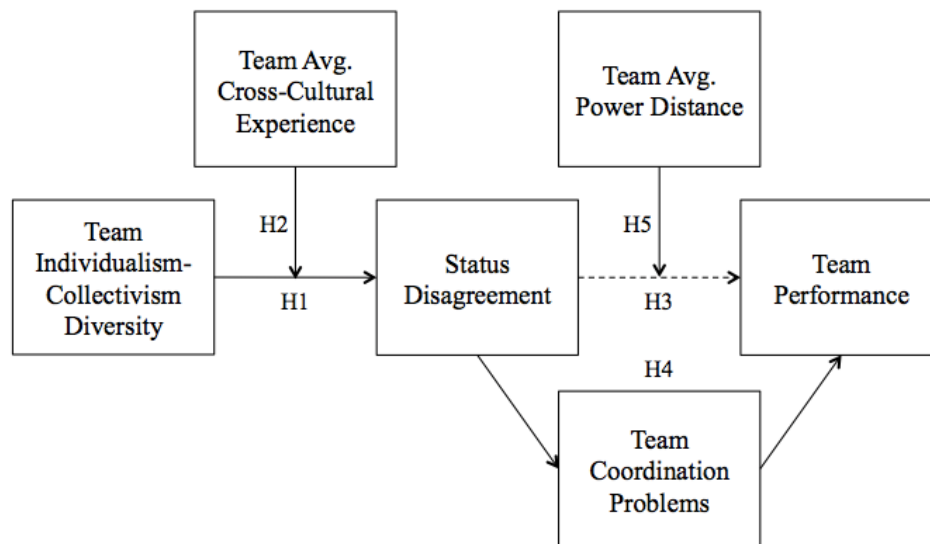 Team Avg.
Cross-Cultural
Experience
Team Avg.
Power Distance
H2
H5
Team
Individualism-
Collectivism
Diversity
H1
Status
Disagreement
H3
Team
Performance
H4
Team
Coordination
Problems